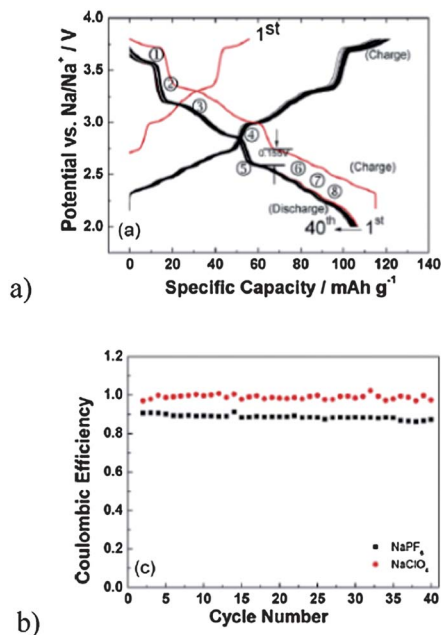 1st
4.0
3.5
3.0
2.5
2.0
Potential vs. Na/Na+ / V
①
②
③
④
⑤
⑥
⑦
⑧
(Charge)
0.155V
(Charge)
(Discharge)
40th
1st
(a)
0 20 40 60 80 100 120
Specific Capacity / mAh g-1
a)
1.2
1.0
0.8
0.6
0.4
0.2
0.0
Coulombic Efficiency
NaPF6
NaClO4
(c)
0 5 10 15 20 25 30 35 40
Cycle Number
b)